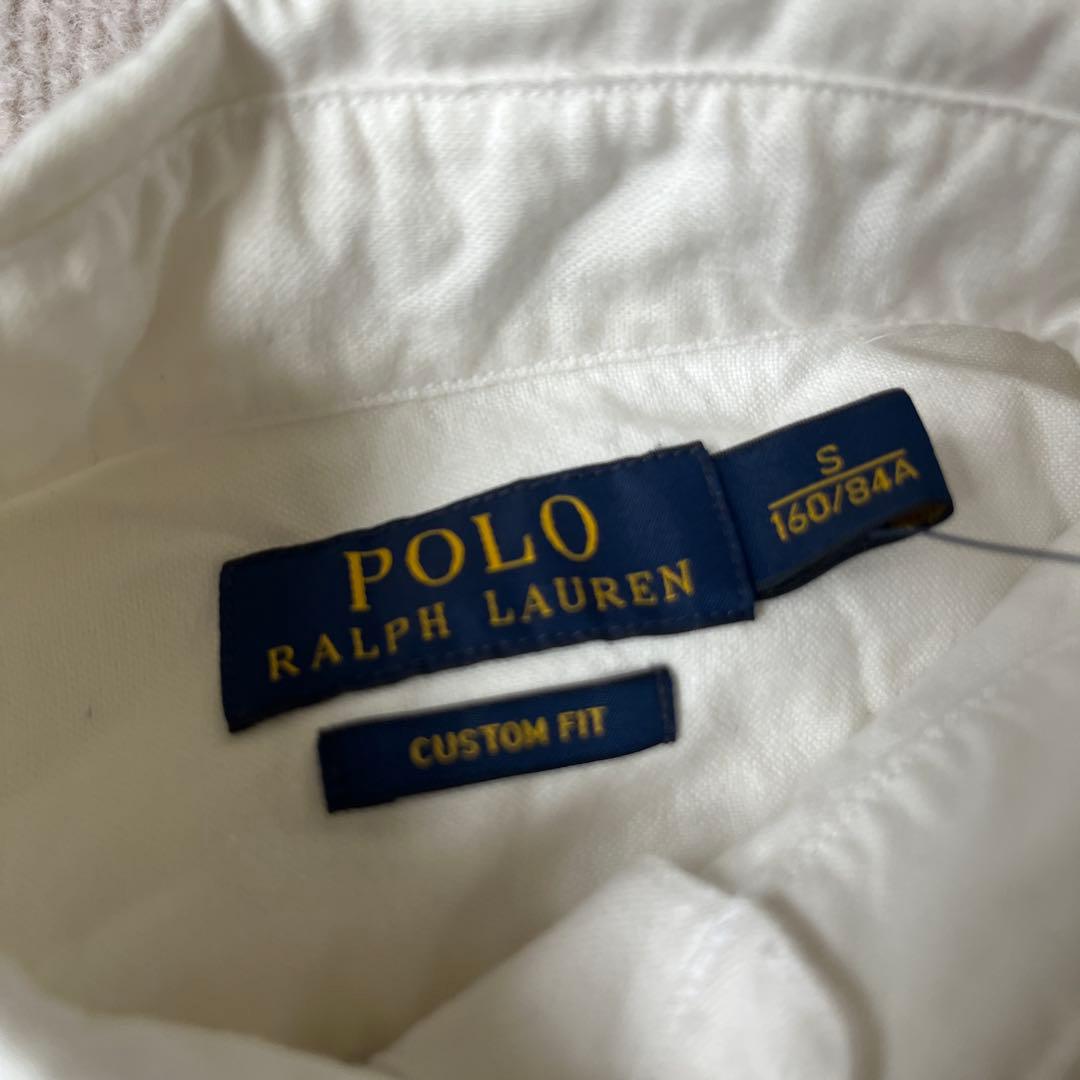 POLO
RALPH LAUREN
S
160/84A
CUSTOM FIT